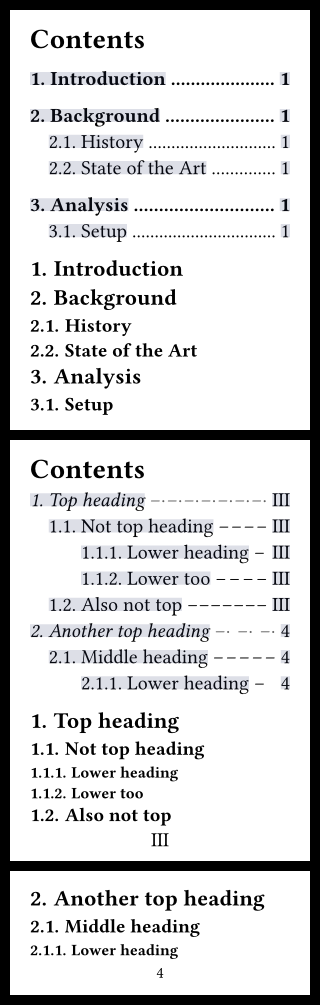 Contents
1. Introduction ........................ 1
2. Background ......................... 1
2.1. History ............................. 1
2.2. State of the Art ............. 1
3. Analysis ............................... 1
3.1. Setup ................................ 1
1. Introduction
2. Background
2.1. History
2.2. State of the Art
3. Analysis
3.1. Setup
Contents
1. Top heading – · – · – · – · – · – III
1.1. Not top heading – – – – III
1.1.1. Lower heading – III
1.1.2. Lower too – – – – III
1.2. Also not top – – – – – – – III
2. Another top heading – · – · – · 4
2.1. Middle heading – – – – – 4
2.1.1. Lower heading – 4
1. Top heading
1.1. Not top heading
1.1.1. Lower heading
1.1.2. Lower too
1.2. Also not top
III
2. Another top heading
2.1. Middle heading
2.1.1. Lower heading
4